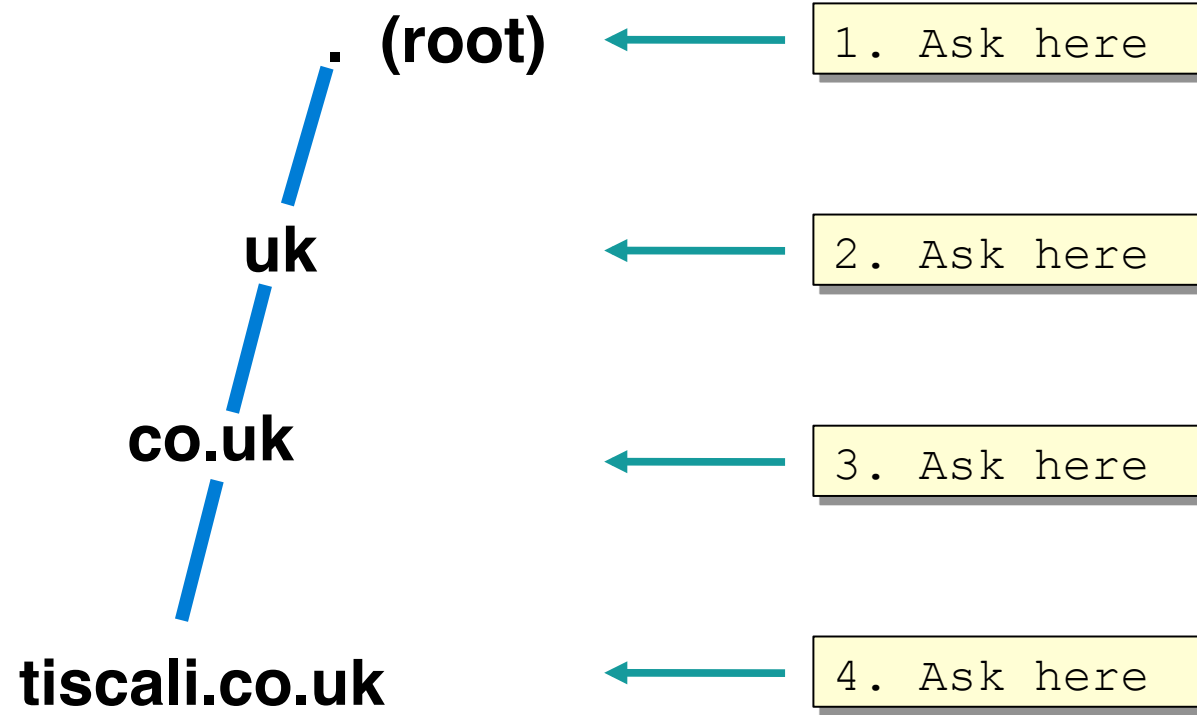 . (root)
1. Ask here
uk
2. Ask here
co.uk
3. Ask here
tiscali.co.uk
4. Ask here